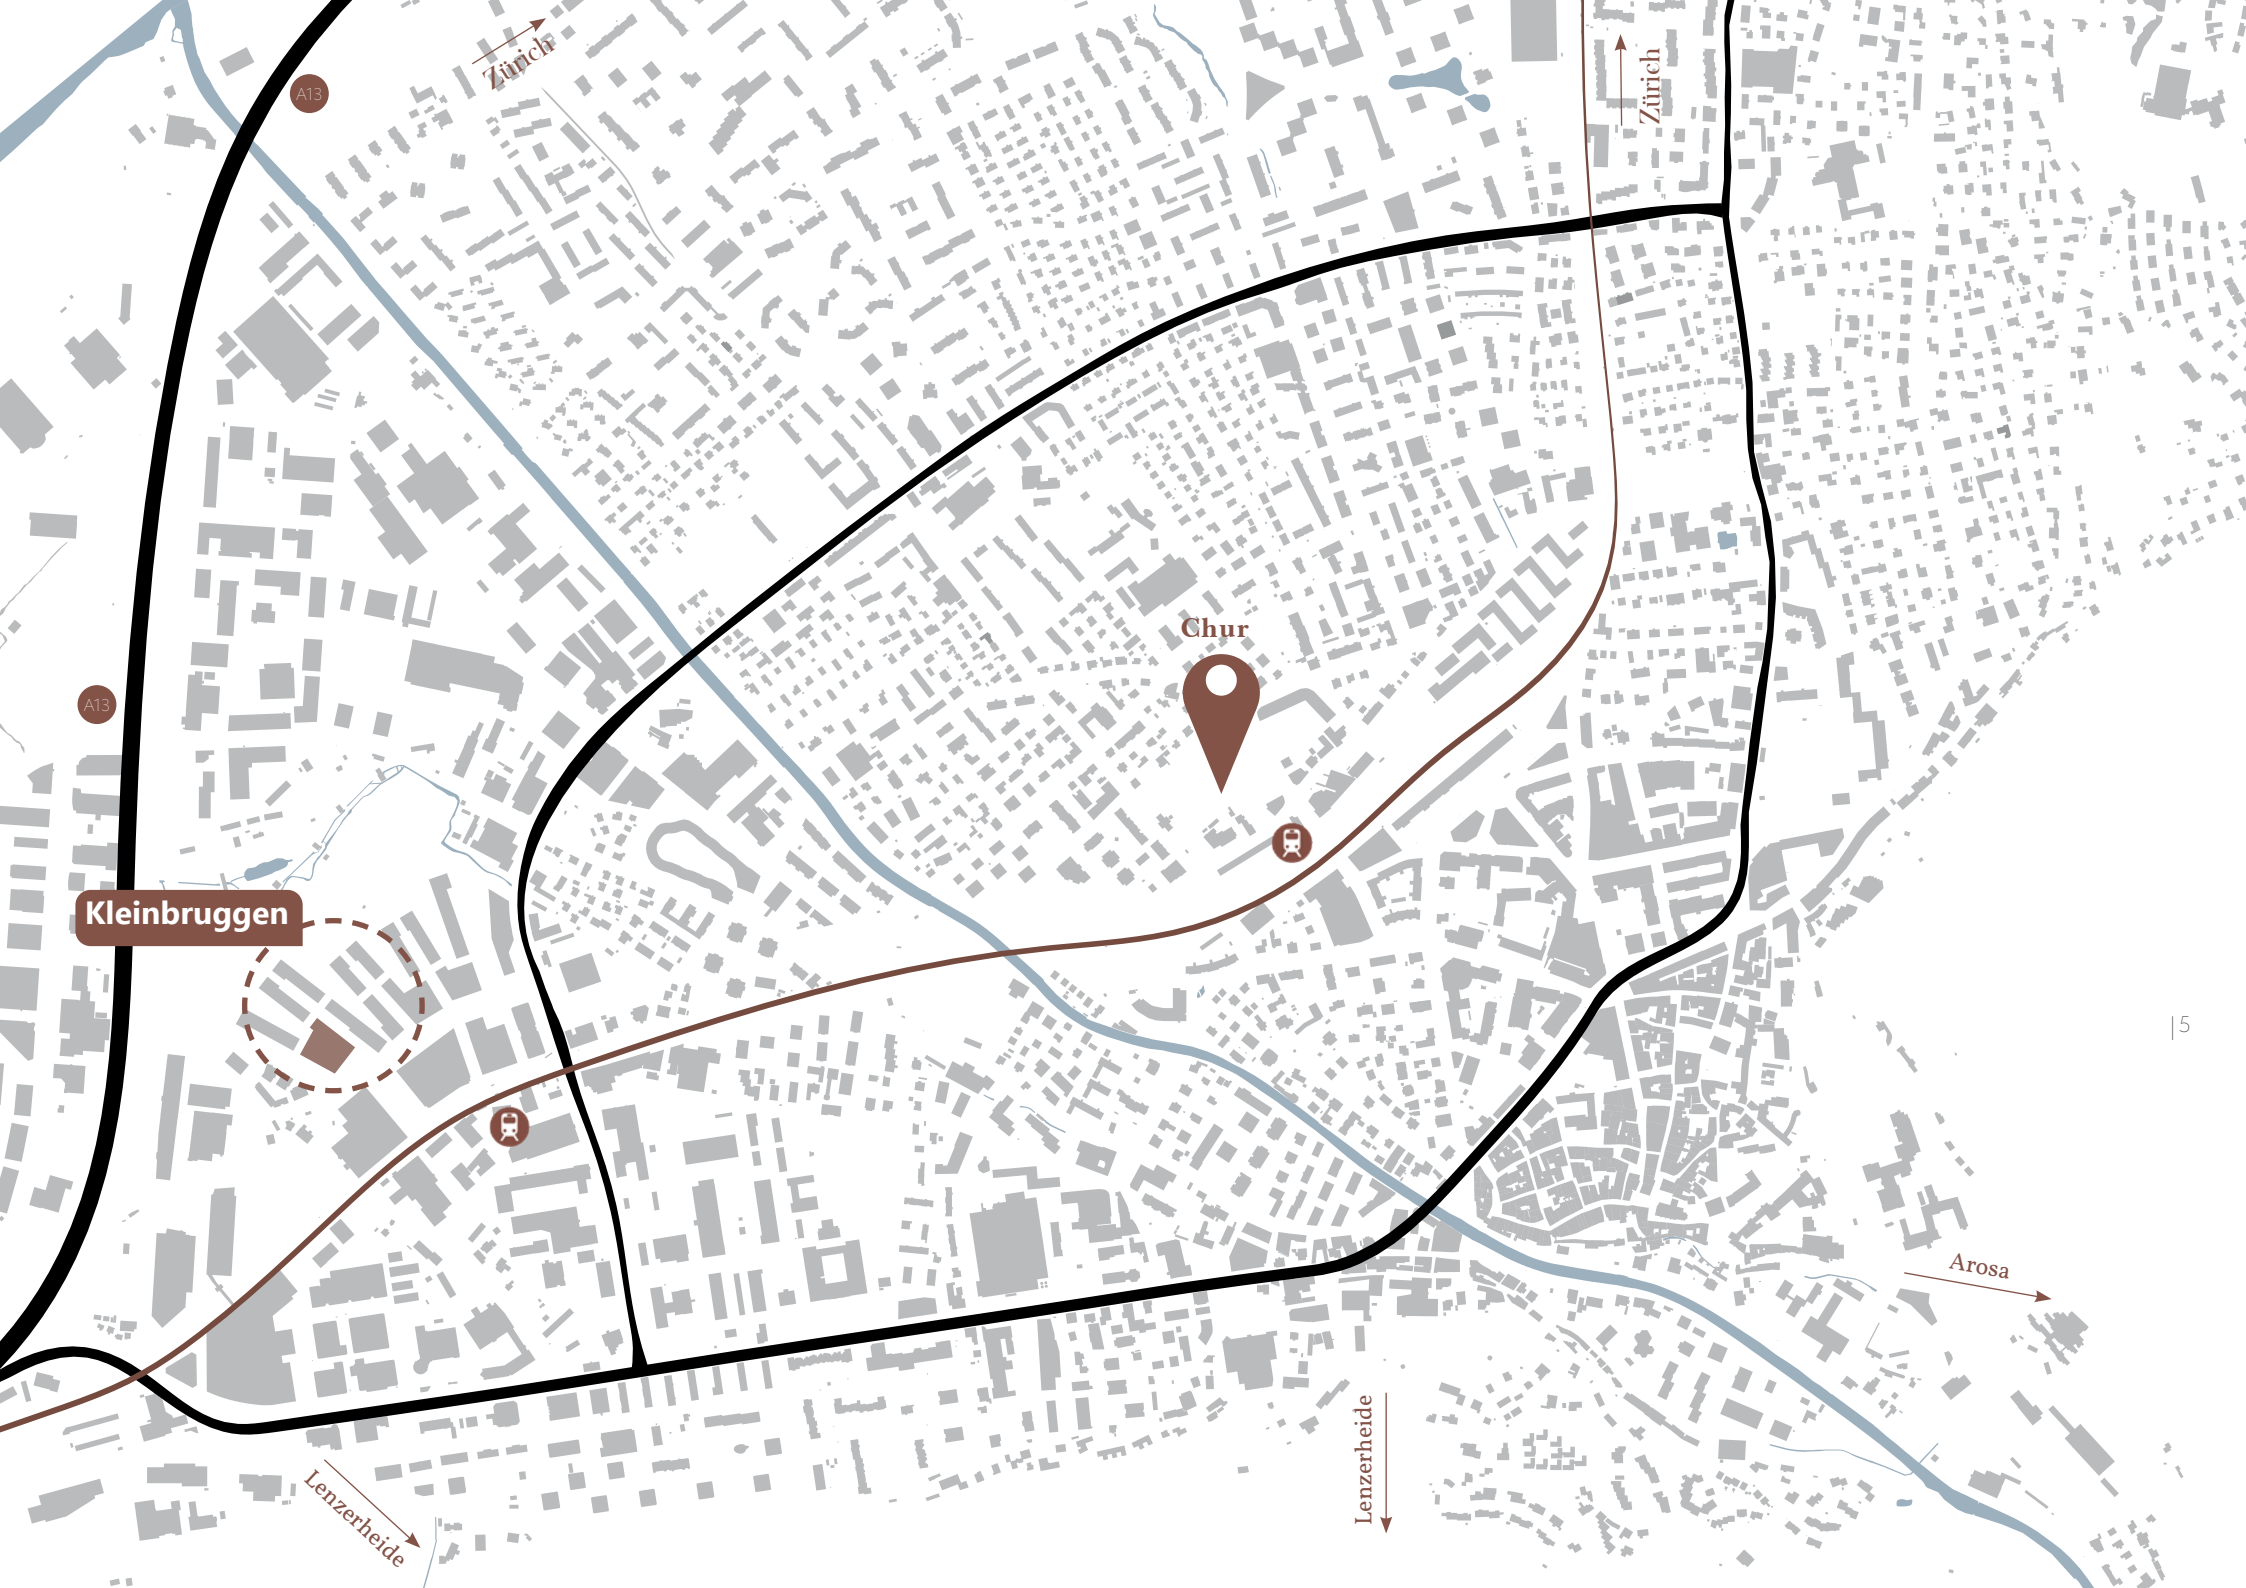 Zürich
Zürich
A13
Chur
A13
Kleinbruggen
|5
Arosa
Lenzerheide
Lenzerheide